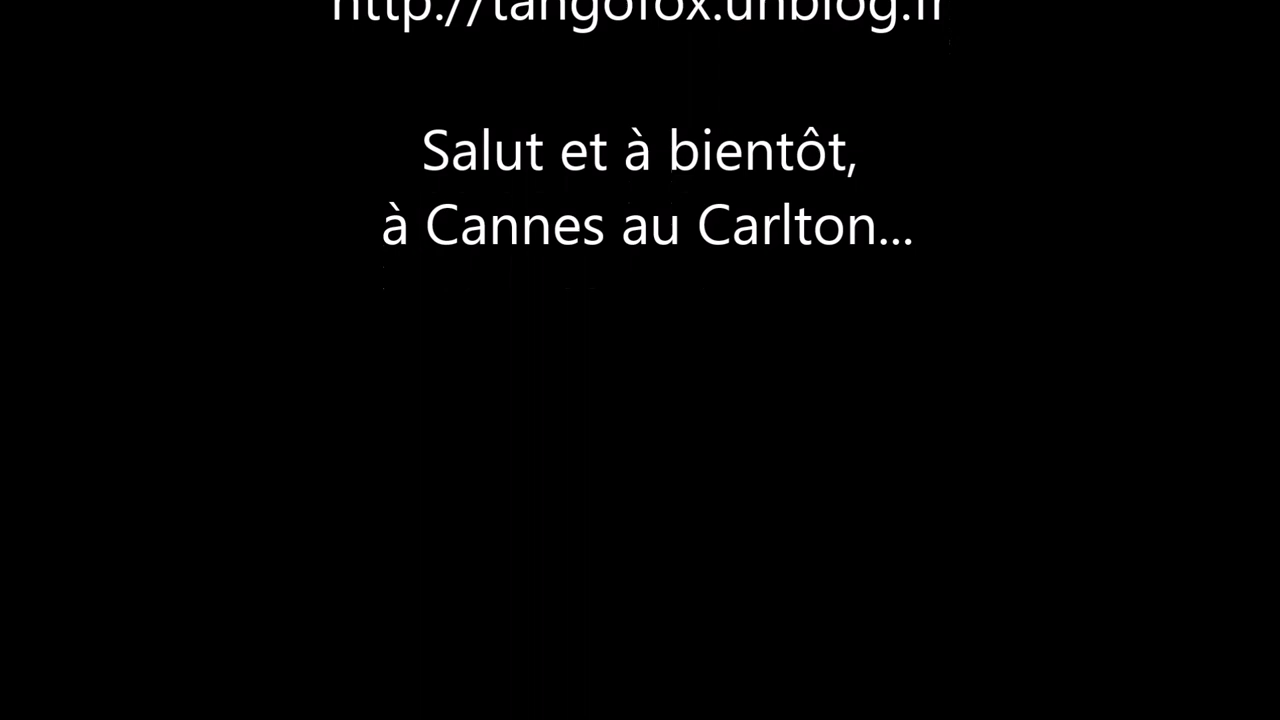 http://tangofox.unblog.fr
Salut et à bientôt,
à Cannes au Carlton...